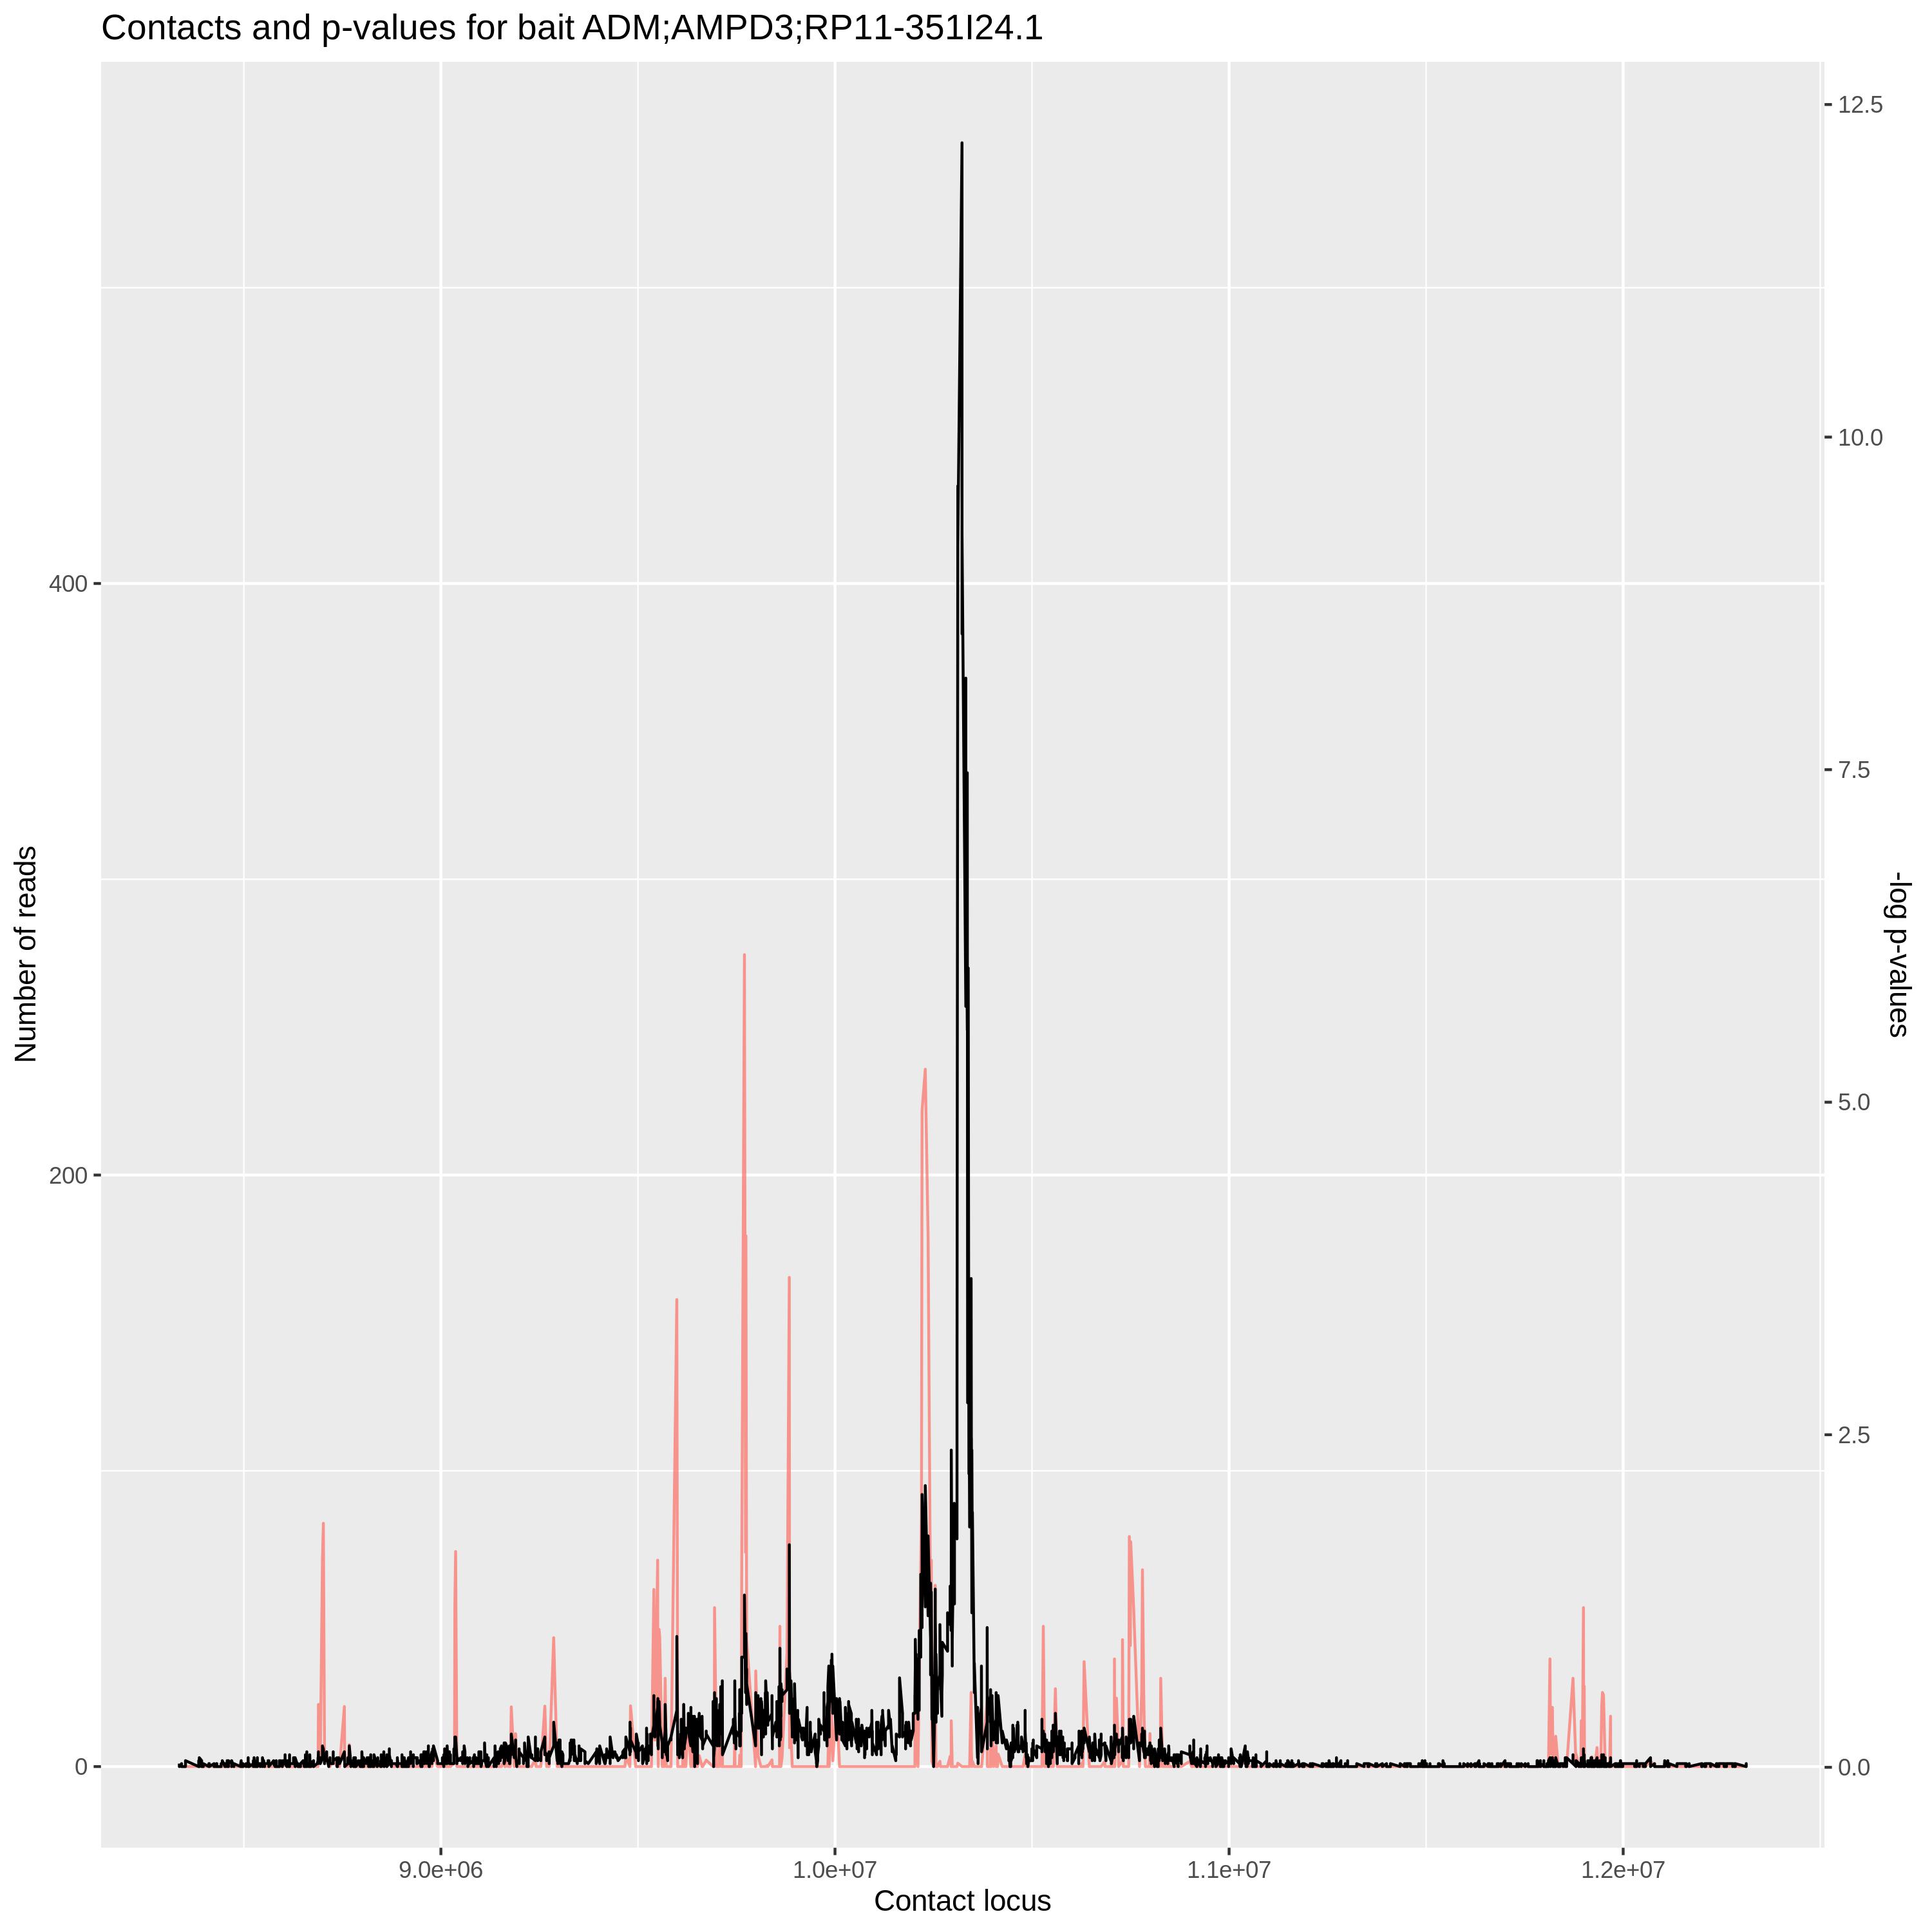 Contacts and p-values for bait ADM;AMPD3;RP11-351I24.1
12.5
10.0
400
7.5
Number of reads
-log p-values
5.0
200
2.5
0
0.0
9.0e+06
1.0e+07
1.1e+07
1.2e+07
Contact locus